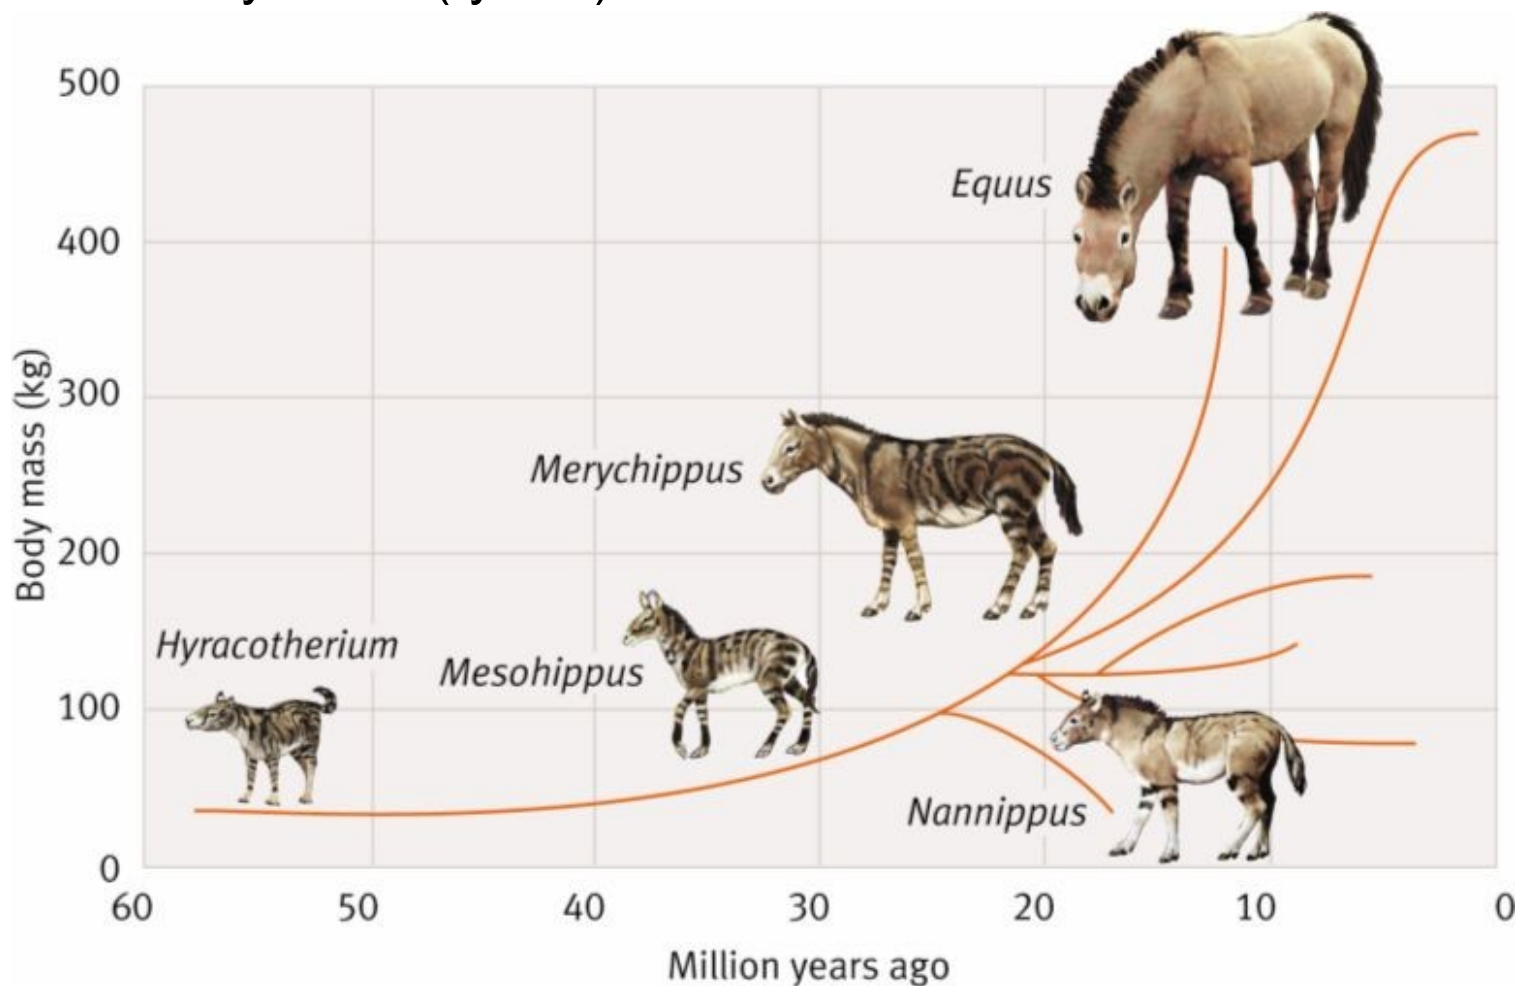 500
400
300
200
100
0
Body mass (kg)
Equus
Merychippus
Hyracotherium
Mesohippus
Nannippus
60 50 40 30 20 10 0
Million years ago